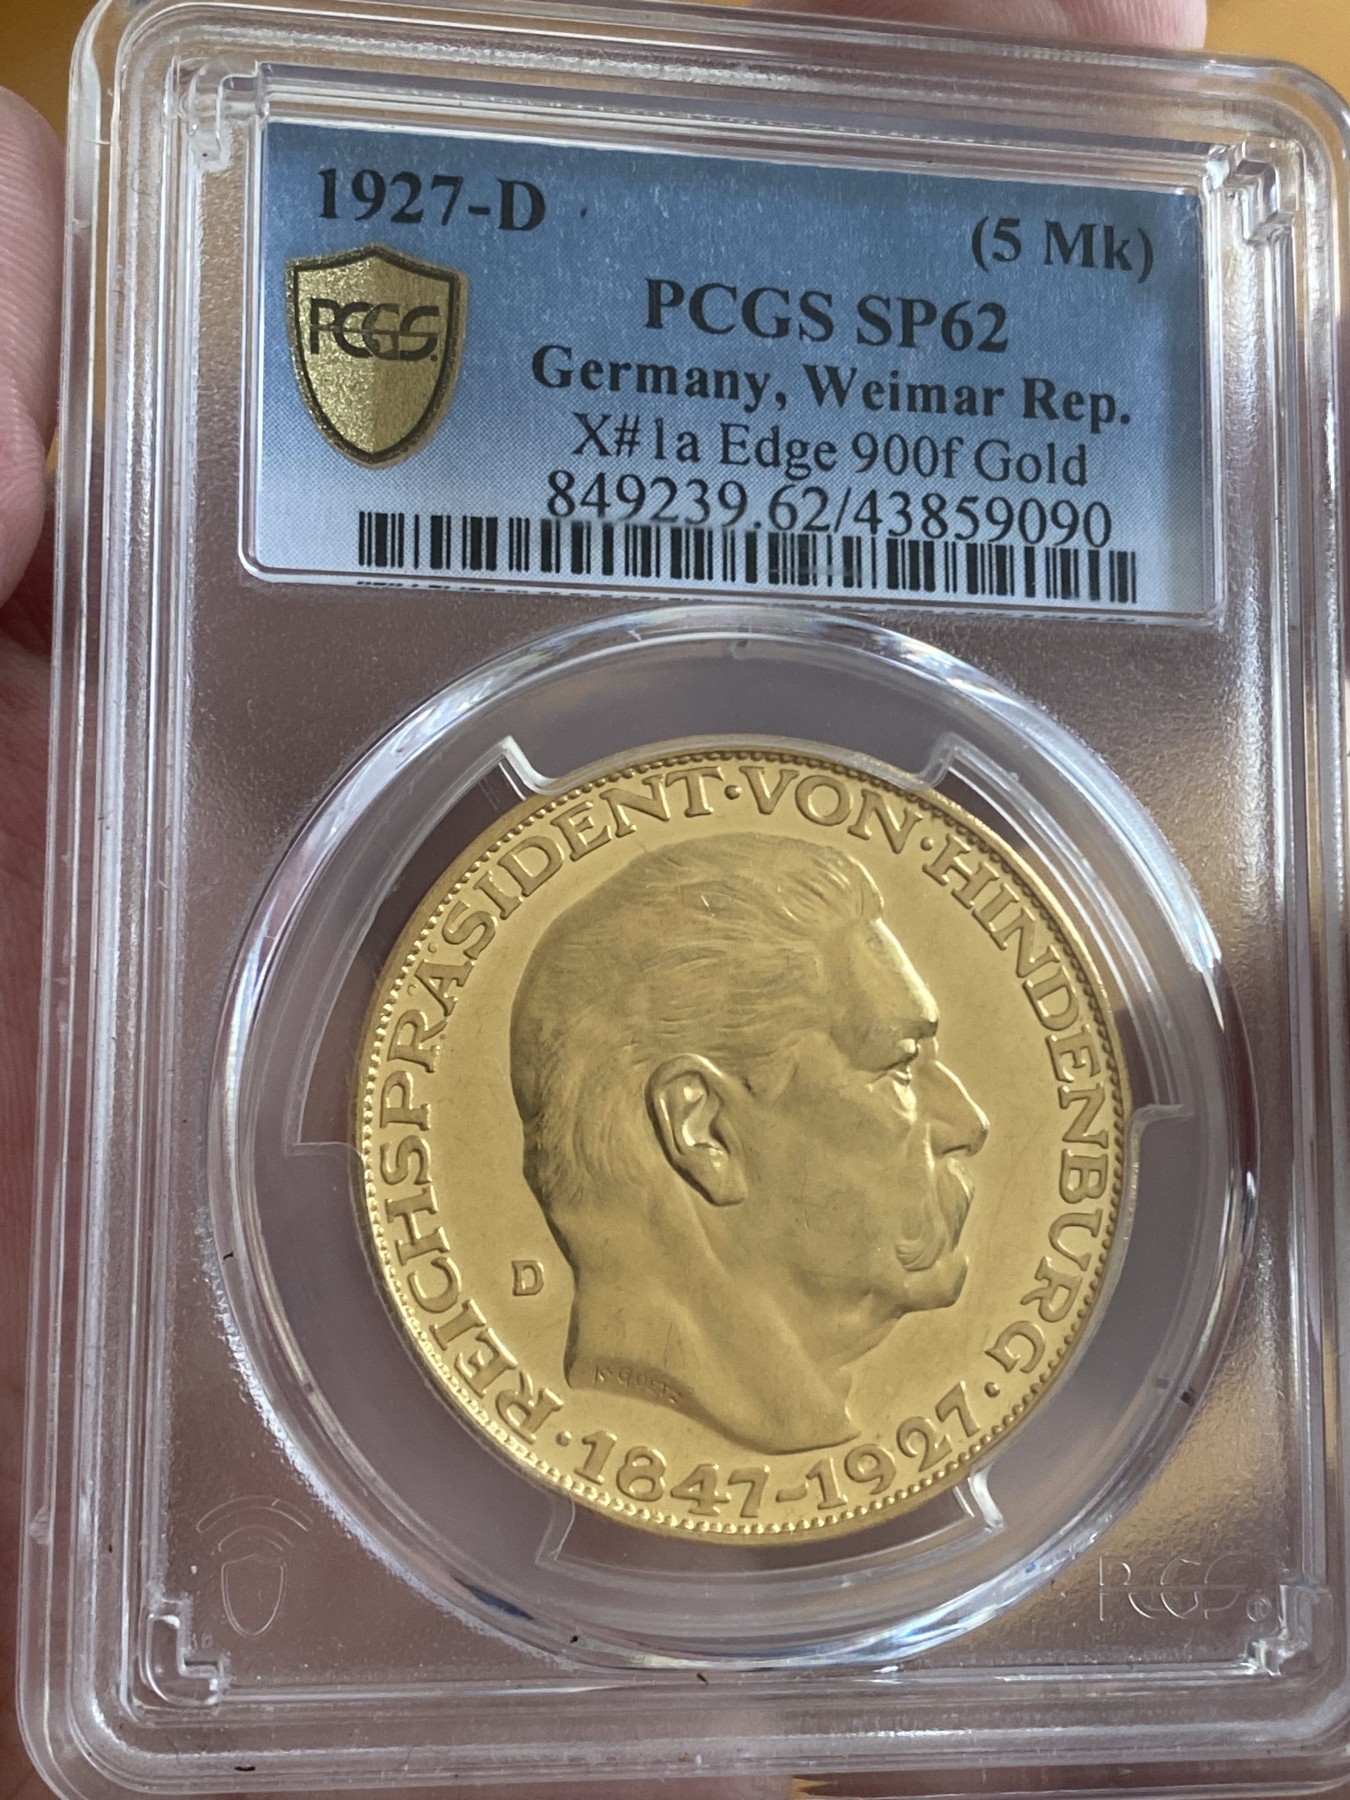 1927-D
(5 Mk)
PCGS
PCGS SP62
Germany, Weimar Rep.
X#1a Edge 900f Gold
849239.62/43859090
REICHSPRÄSIDENT·VON·HINDENBURG·
D
·1847-1927·
PCGS